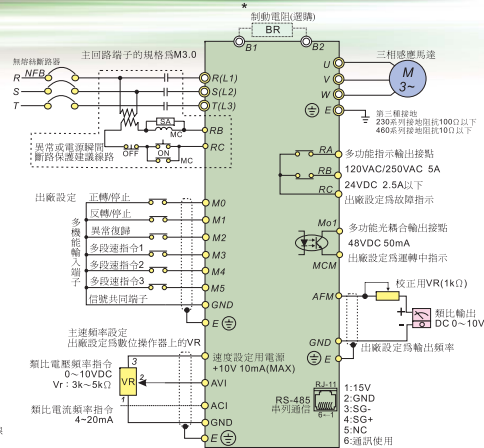 *
制動電阻(選購)
BR
B1
B2
主回路端子的規格為M3.0
無熔絲斷路器
NFB
R
S
T
R(L1)
S(L2)
T(L3)
SA
MC
RB
RC
OFF
ON
MC
異常或電源瞬間
斷路保護建議線路
出廠設定
多機能輸入端子
正轉/停止
M0
反轉/停止
M1
異常復歸
M2
多段速指令1
M3
多段速指令2
M4
多段速指令3
M5
信號共同端子
GND
E
主速頻率設定
出廠設定為數位操作器上的VR
類比電壓頻率指令
0~10VDC
Vr:3k~5kΩ
VR
3
2
1
速度設定用電源
+10V 10mA(MAX)
AVI
類比電流頻率指令
4~20mA
ACI
GND
E
三相感應馬達
U
V
W
E
M
3~
第三種接地
230系列接地阻抗100Ω以下
460系列接地阻抗10Ω以下
RA
RB
RC
多功能指示輸出接點
120VAC/250VAC 5A
24VDC 2.5A以下
出廠設定為故障指示
Mo1
MCM
多功能光耦合輸出接點
48VDC 50mA
出廠設定為運轉中指示
AFM
校正用VR(1kΩ)
+
-
類比輸出
DC 0~10V
GND
E
出廠設定為輸出頻率
RS-485
串列通信
RJ-11
6←1
1:15V
2:GND
3:SG-
4:SG+
5:NC
6:通訊使用